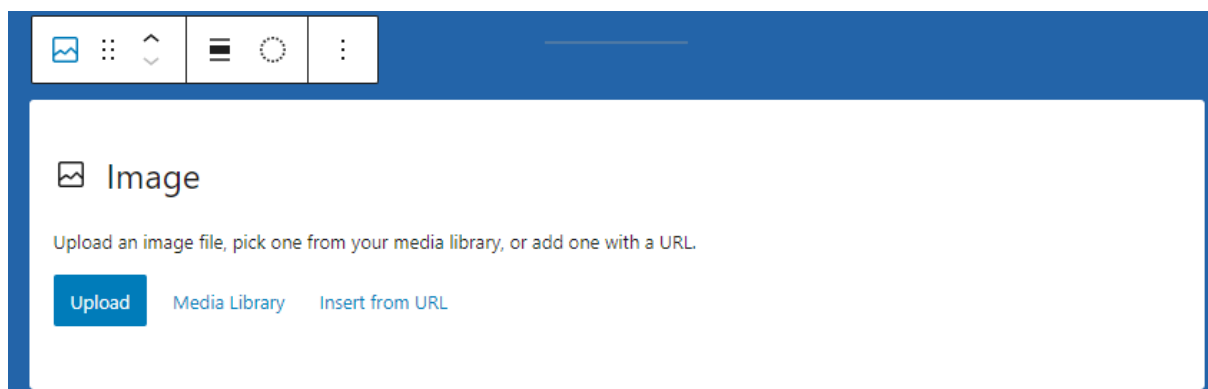 Image
Upload an image file, pick one from your media library, or add one with a URL.
Upload Media Library Insert from URL